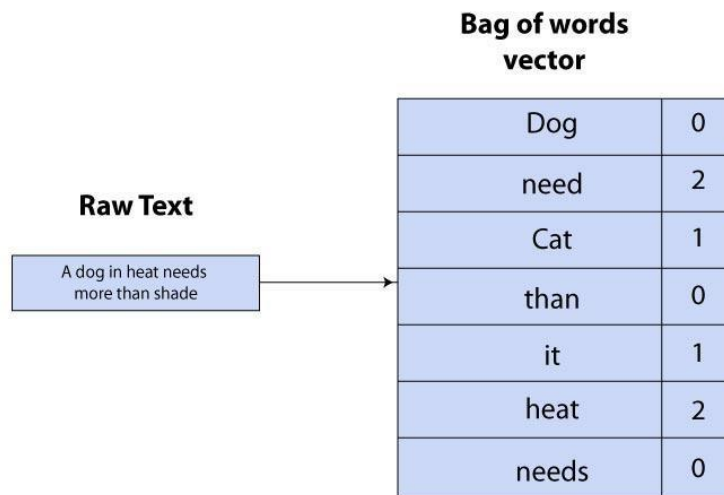 Bag of words
vector
Raw Text
A dog in heat needs
more than shade
Dog 0
need 2
Cat 1
than 0
it 1
heat 2
needs 0